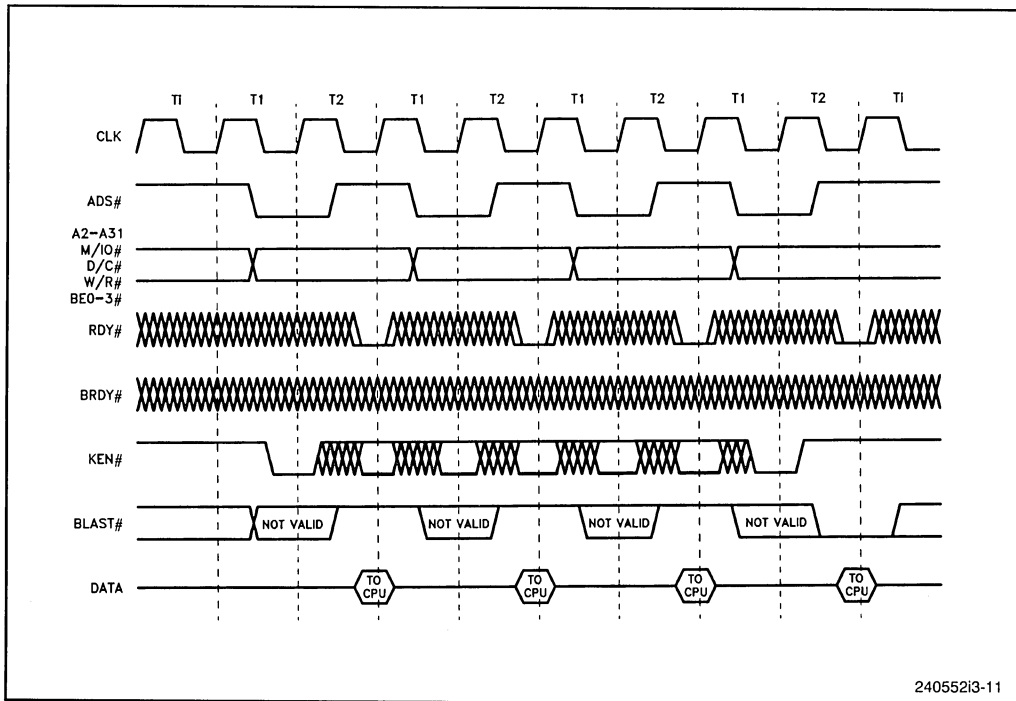 TI T1 T2 T1 T2 T1 T2 T1 T2 TI
CLK
ADS#
A2–A31
M/IO#
D/C#
W/R#
BE0–3#
RDY#
BRDY#
KEN#
BLAST# NOT VALID NOT VALID NOT VALID NOT VALID
DATA TO CPU TO CPU TO CPU TO CPU
240552i3-11